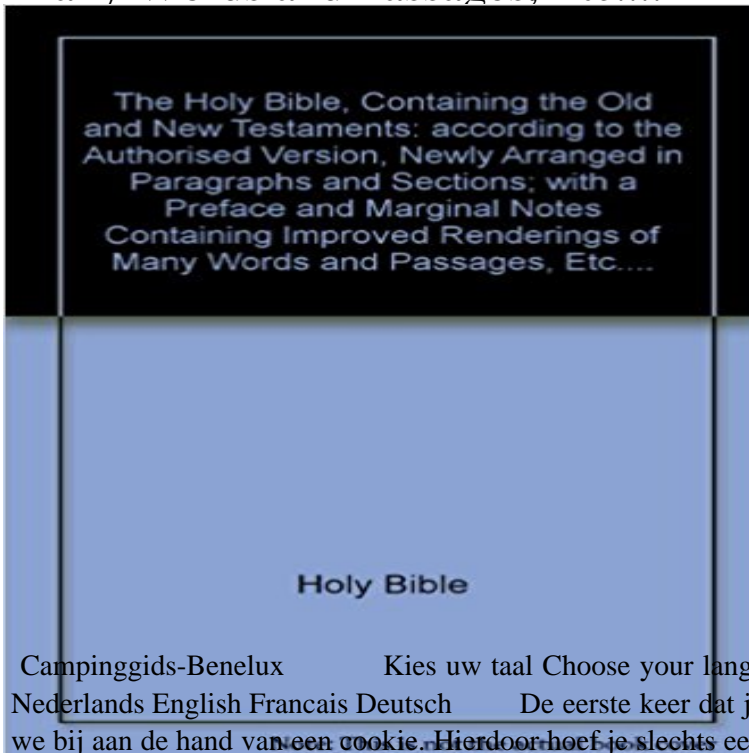 The Holy Bible, Containing the Old
and New Testaments: according to the
Authorised Version, Newly Arranged in
Paragraphs and Sections; with a
Preface and Marginal Notes
Containing Improved Renderings of
Many Words and Passages, Etc....
Holy Bible
Campinggids-Benelux Kies uw taal Choose your lang
Nederlands English Francais Deutsch De eerste keer dat j
we bij aan de hand van een Cookie. Hierdoor hoef je slechts ee